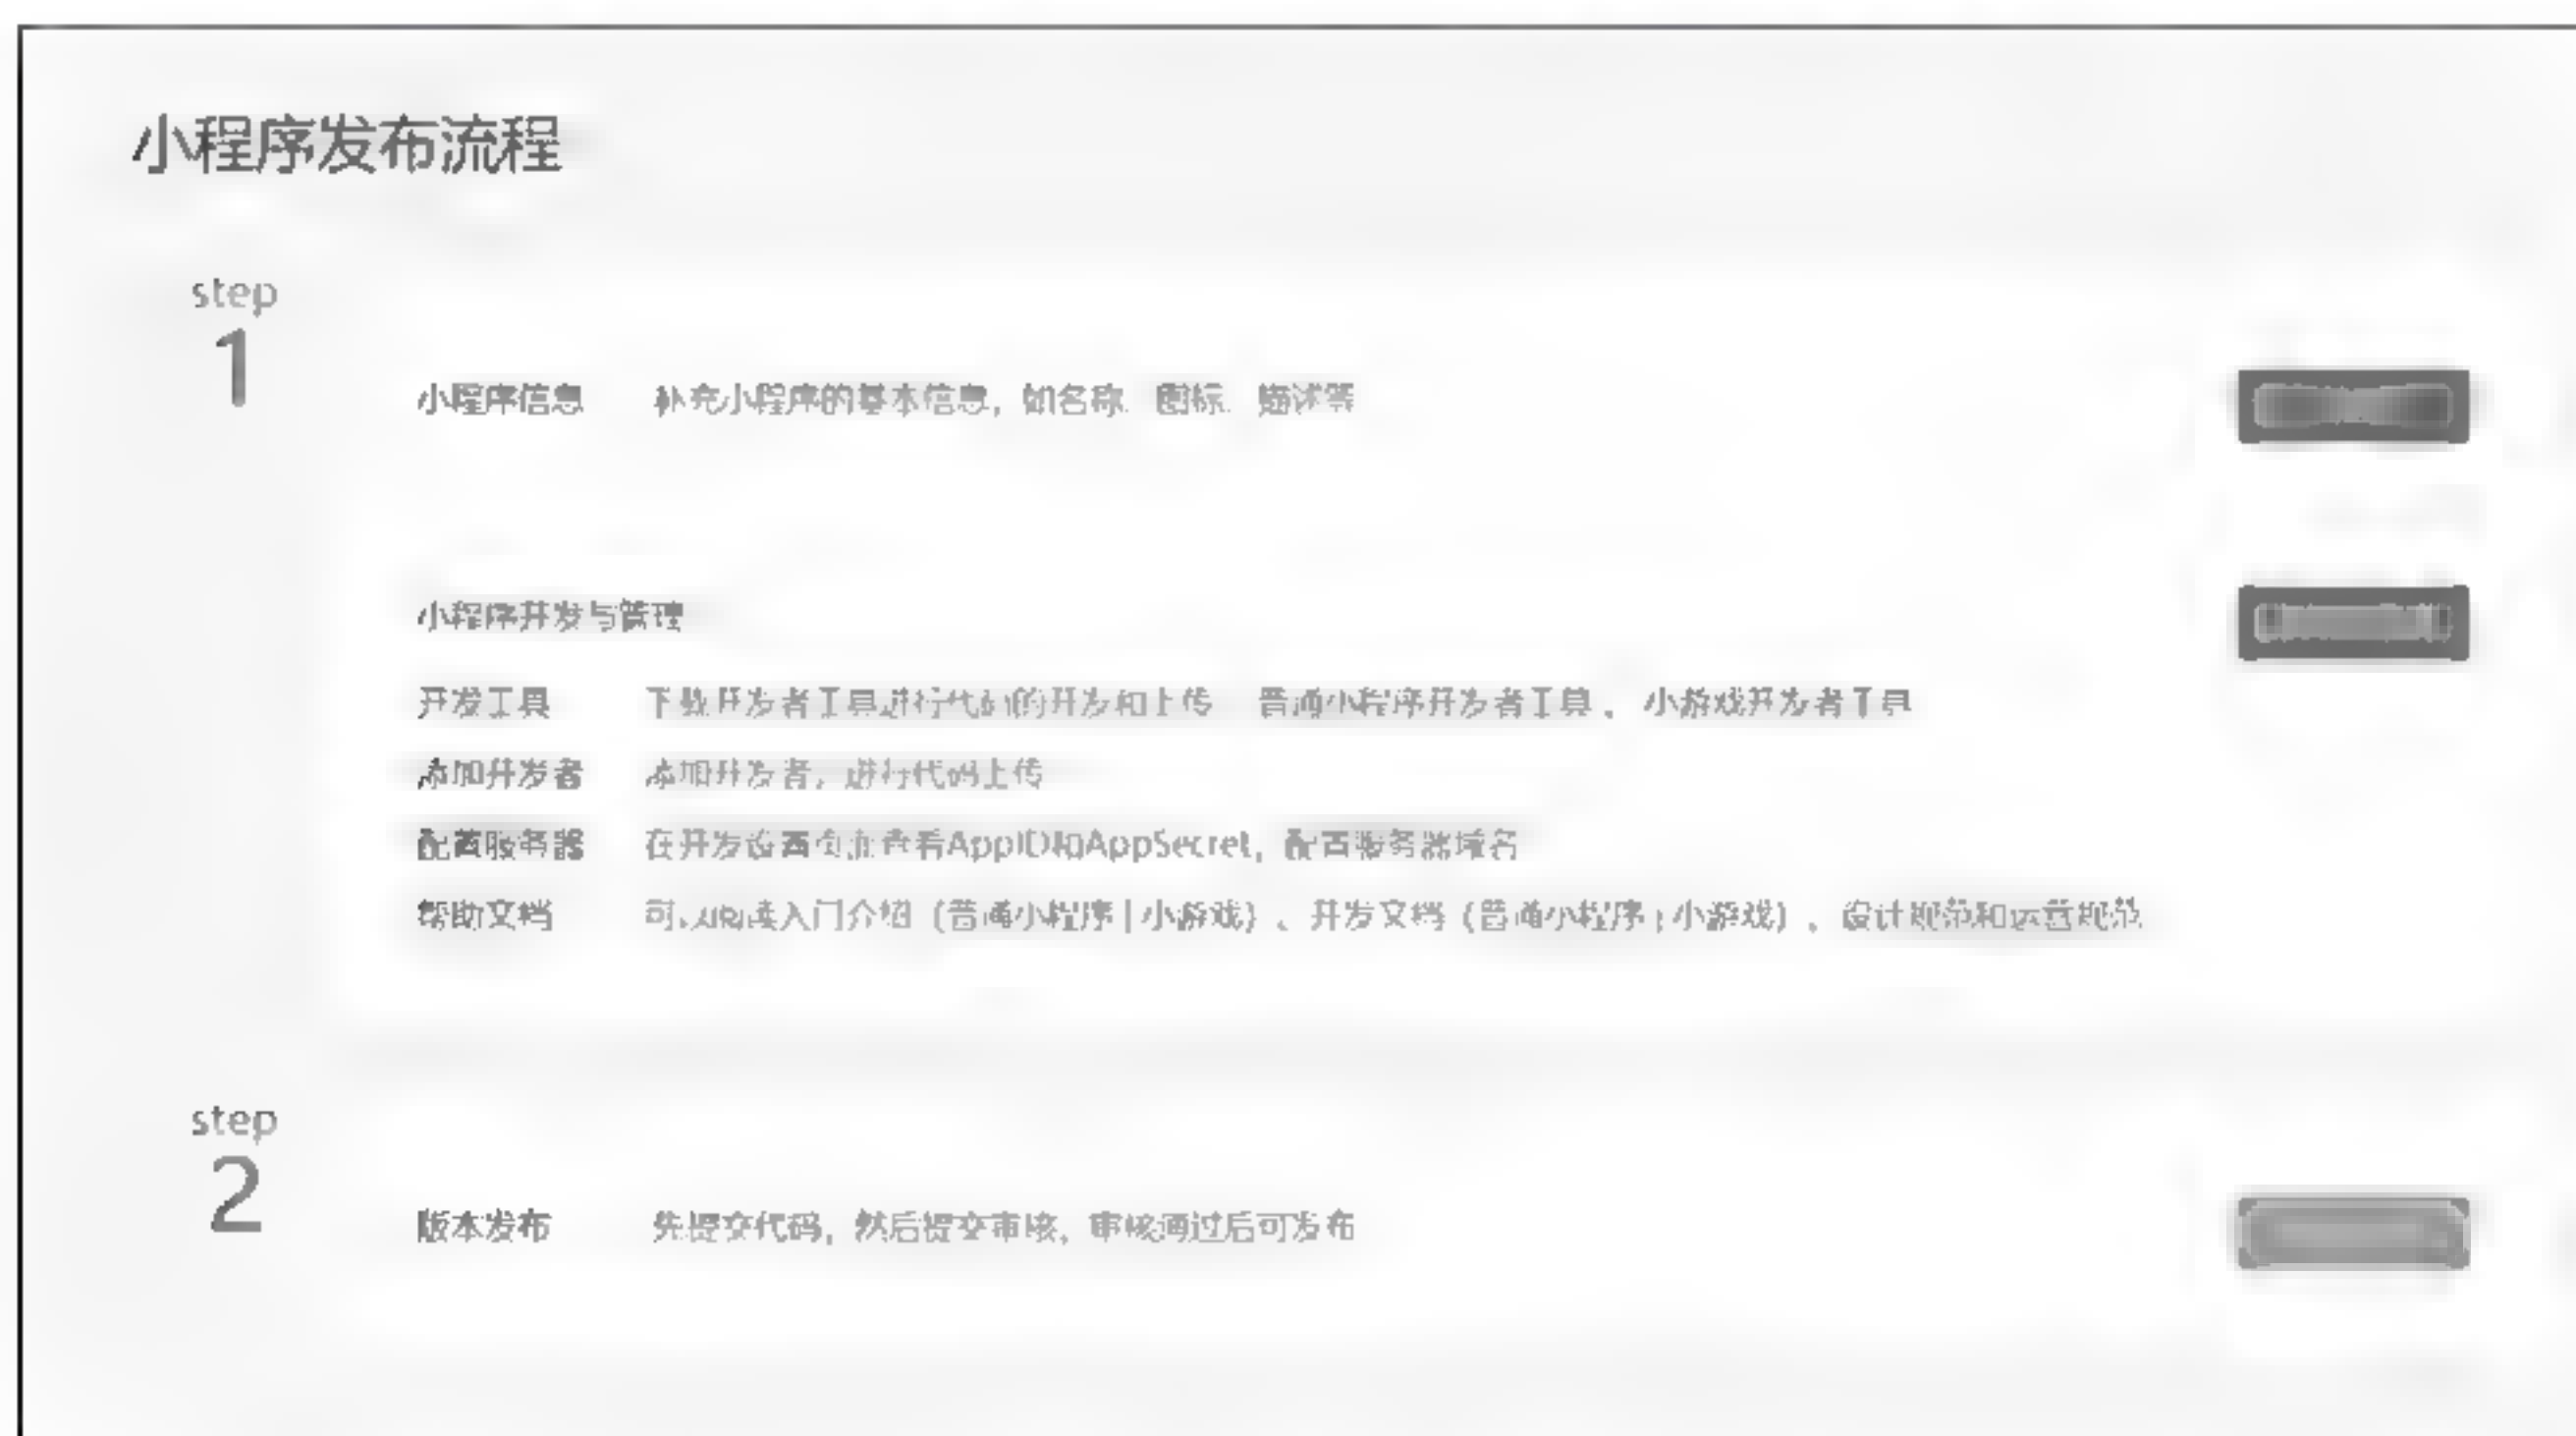 小程序发布流程
step
1
小程序信息 补充小程序的基本信息，如名称、图标、描述等
小程序开发与管理
开发工具 下载开发者工具进行代码的开发和上传 普通小程序开发者工具 、 小游戏开发者工具
添加开发者 添加开发者，进行代码上传
配置服务器 在开发设置页面查看AppID和AppSecret，配置服务器域名
帮助文档 可以阅读入门介绍（普通小程序|小游戏）、开发文档（普通小程序|小游戏）、设计规范和运营规范
step
2
版本发布 先提交代码，然后提交审核，审核通过后可发布